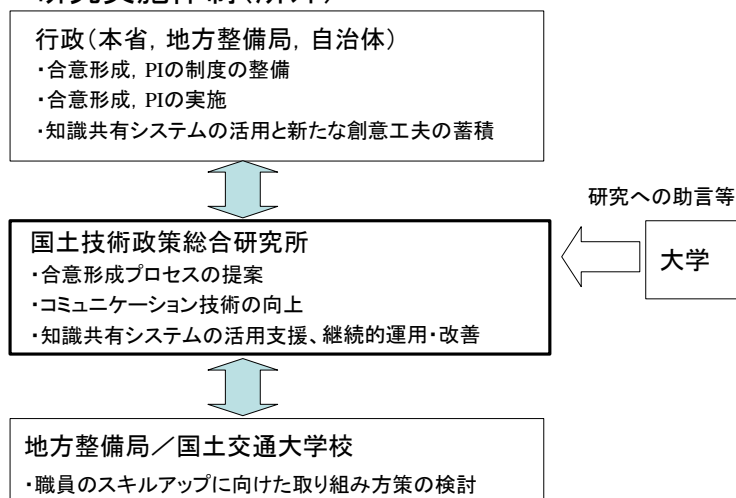 行政（本省，地方整備局，自治体）
・合意形成，PIの制度の整備
・合意形成，PIの実施
・知識共有システムの活用と新たな創意工夫の蓄積
研究への助言等
国土技術政策総合研究所
・合意形成プロセスの提案
・コミュニケーション技術の向上
・知識共有システムの活用支援、継続的運用・改善
大学
地方整備局／国土交通大学校
・職員のスキルアップに向けた取り組み方策の検討